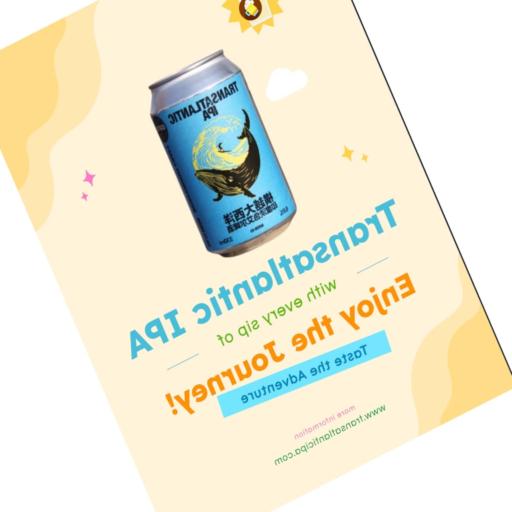 TRANSATLANTIC
IPA
Transatlantic IPA
with every sip of
Enjoy the Journey!
Taste the Adventure
more information
www.transatlanticipa.com